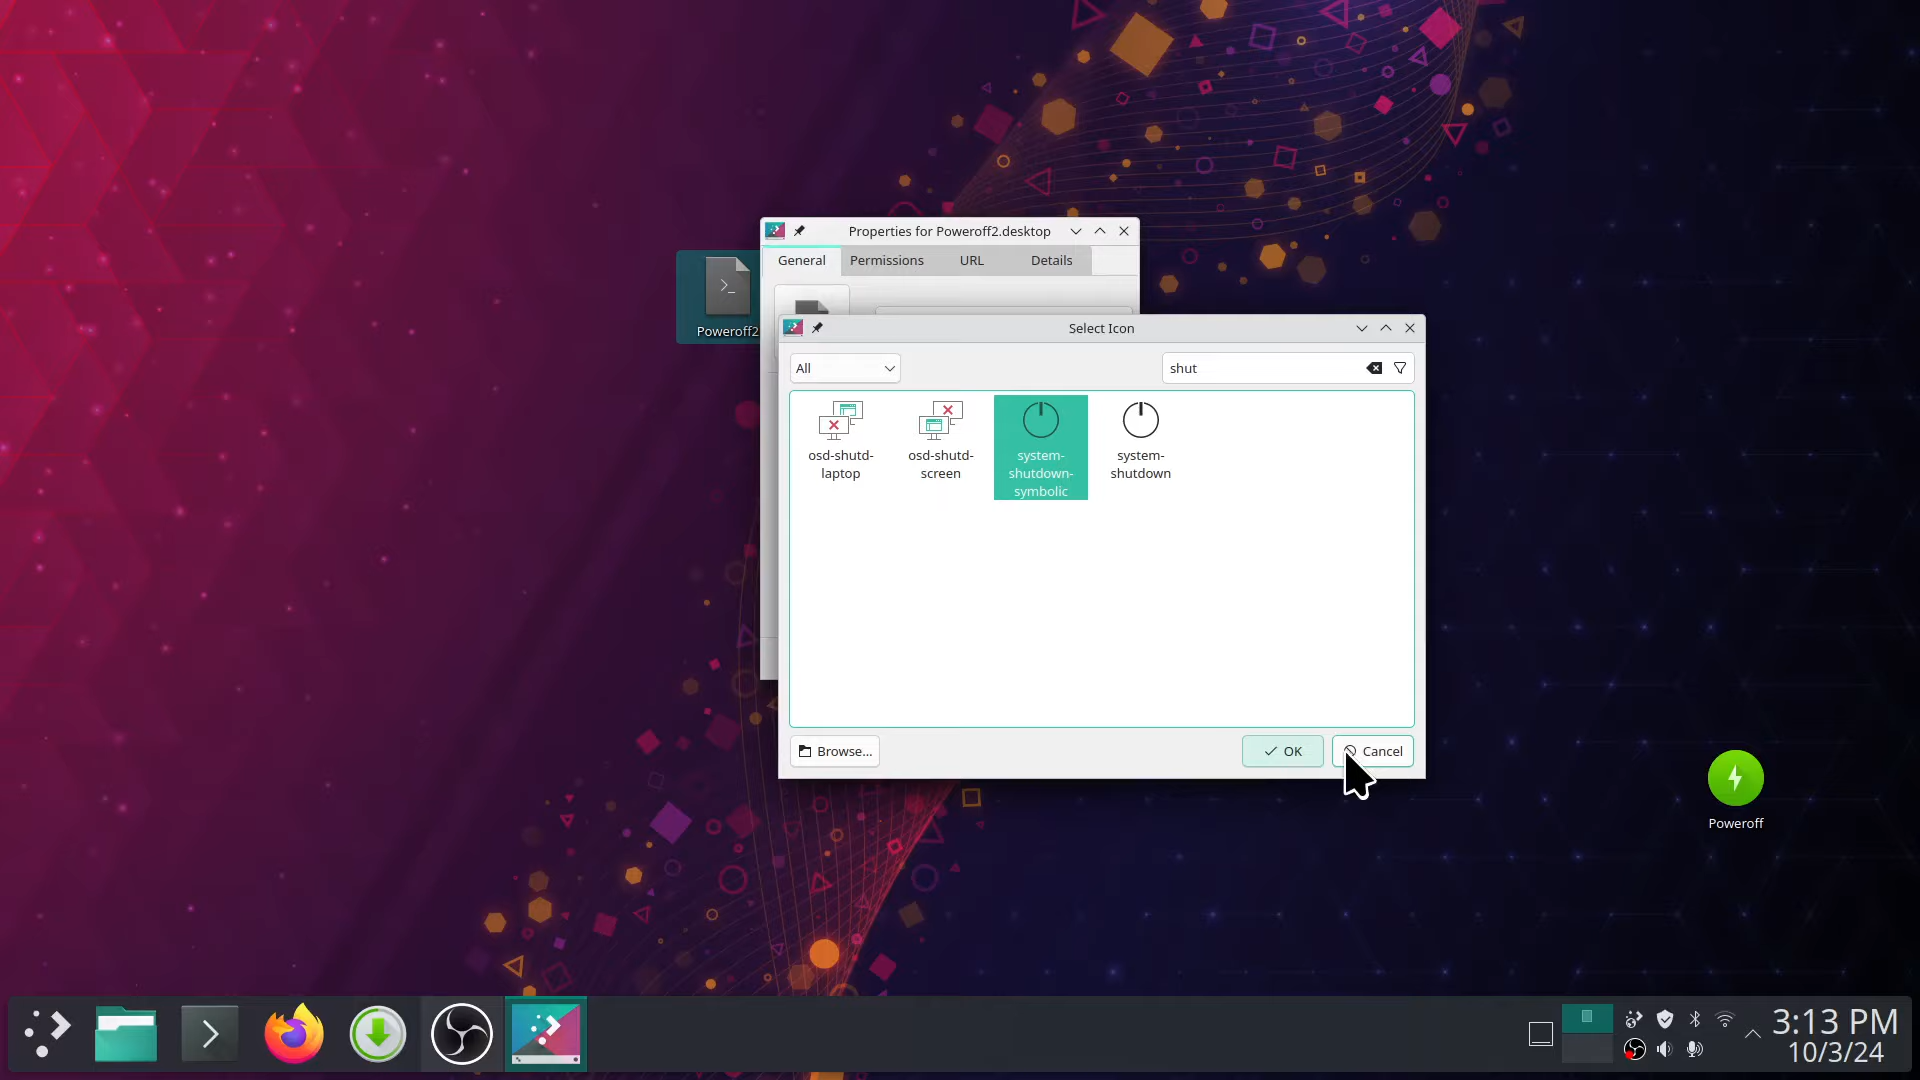 Properties for Poweroff2.desktop
General Permissions URL Details
Poweroff2
Select Icon
All
shut
osd-shutd-
laptop
osd-shutd-
screen
system-
shutdown-
symbolic
system-
shutdown
Browse...
OK
Cancel
Poweroff
3:13 PM
10/3/24